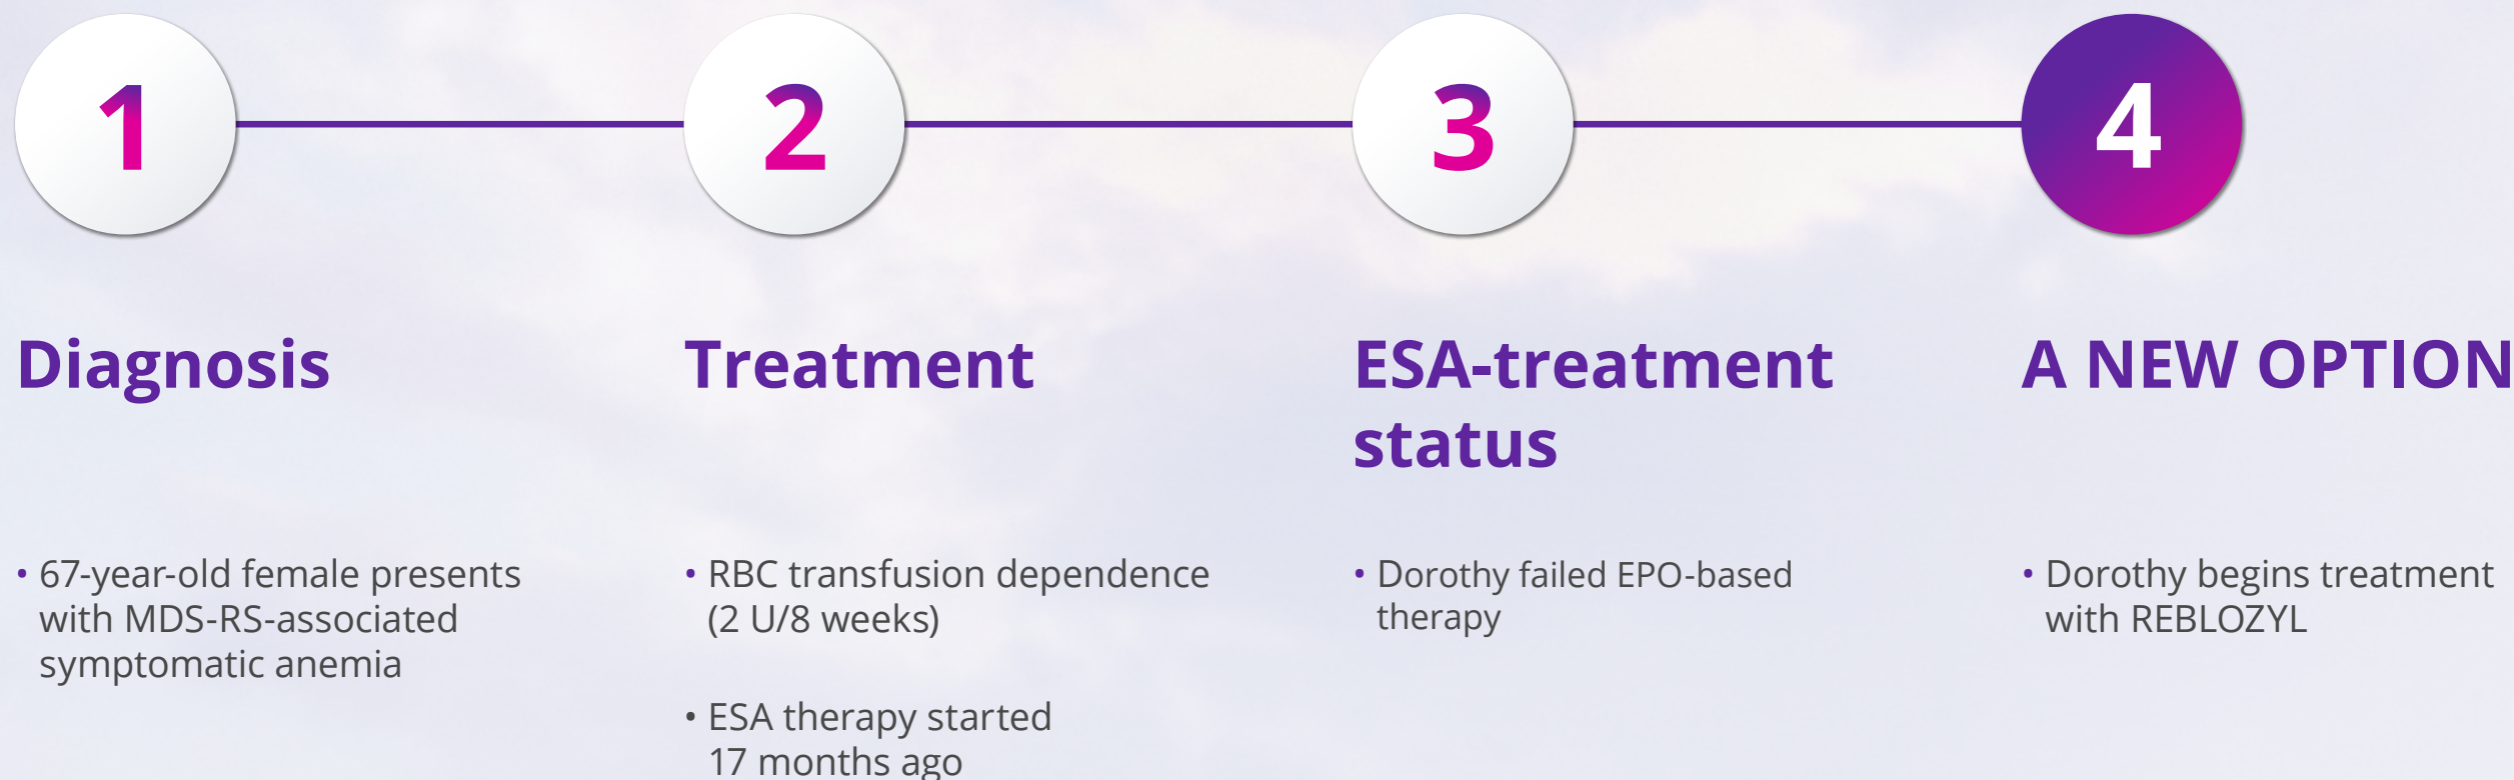 1
2
3
4
Diagnosis
• 67-year-old female presents
with MDS-RS-associated
symptomatic anemia
Treatment
• RBC transfusion dependence
(2 U/8 weeks)
• ESA therapy started
17 months ago
ESA-treatment
status
• Dorothy failed EPO-based
therapy
A NEW OPTION
• Dorothy begins treatment
with REBLOZYL